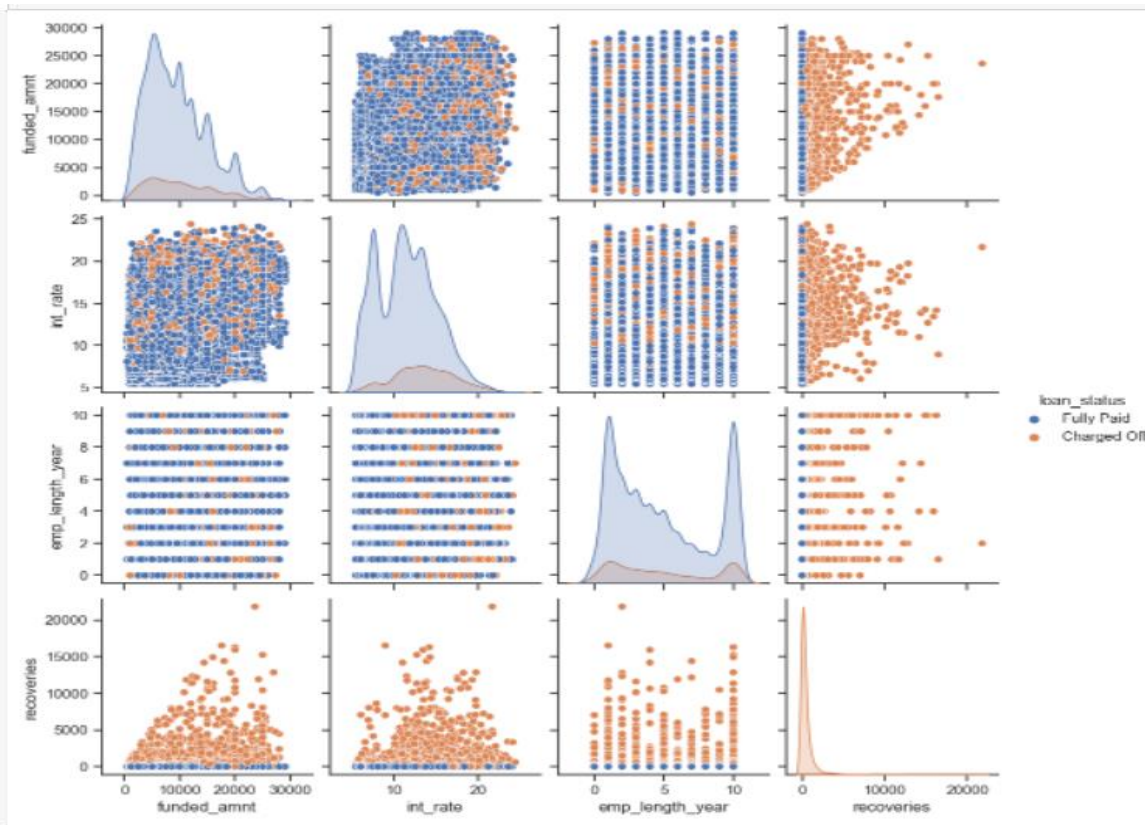 30000
25000
20000
15000
10000
5000
0
funded_amnt
25
20
15
10
5
int_rate
10
8
6
4
2
0
emp_length_year
20000
15000
10000
5000
0
recoveries
0 10000 20000 30000
funded_amnt
10 20
int_rate
0 5 10
emp_length_year
0 10000 20000
recoveries
loan_status
Fully Paid
Charged Off